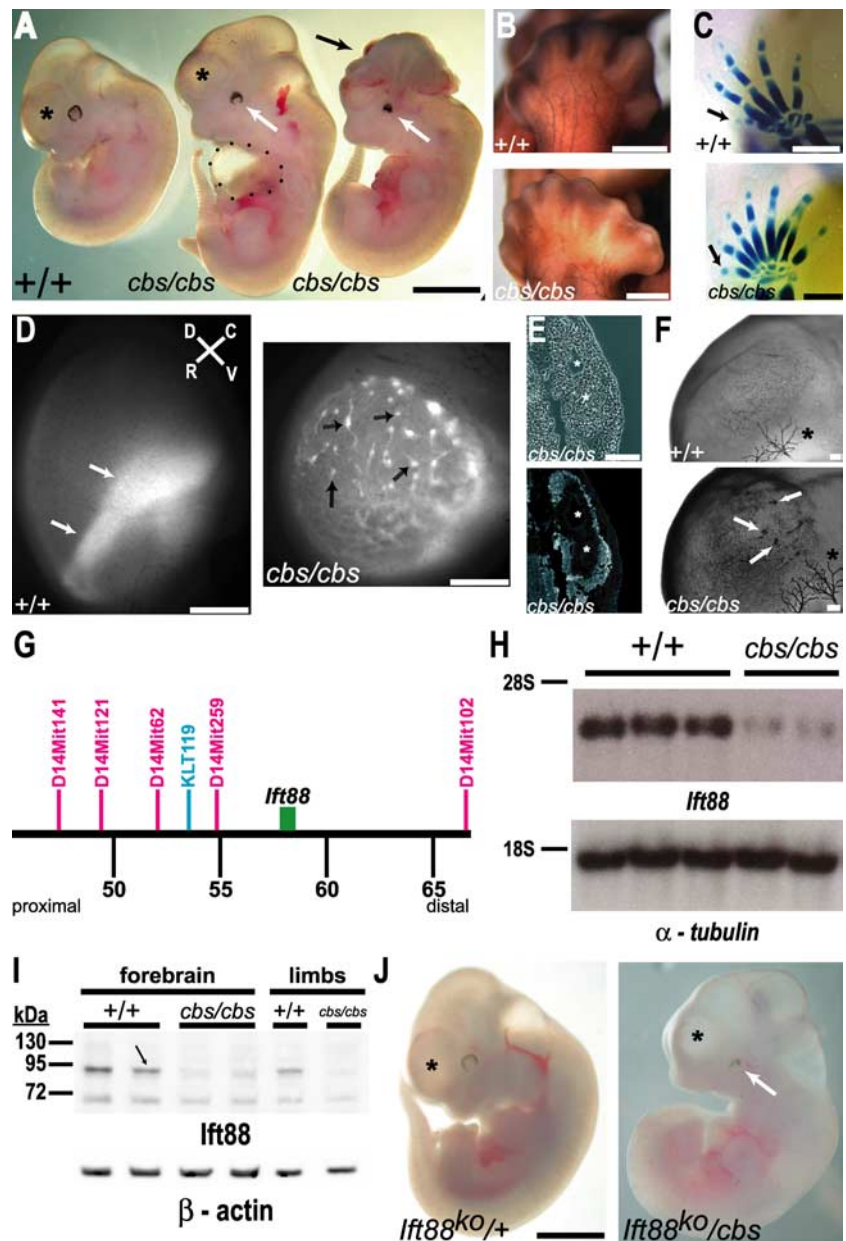 A
+/+
cbs/cbs
cbs/cbs
B
+/+
cbs/cbs
C
+/+
cbs/cbs
D
D C
R V
+/+
cbs/cbs
E
cbs/cbs
cbs/cbs
F
+/+
cbs/cbs
G
D14Mit141
D14Mit121
D14Mit62
KLT119
D14Mit259
Ift88
D14Mit102
50 55 60 65
proximal distal
H
+/+ cbs/cbs
28S
Ift88
18S
α - tubulin
I
forebrain limbs
+/+ cbs/cbs +/+ cbs/cbs
kDa
130
95
72
Ift88
β - actin
J
Ift88ko/+
Ift88ko/cbs